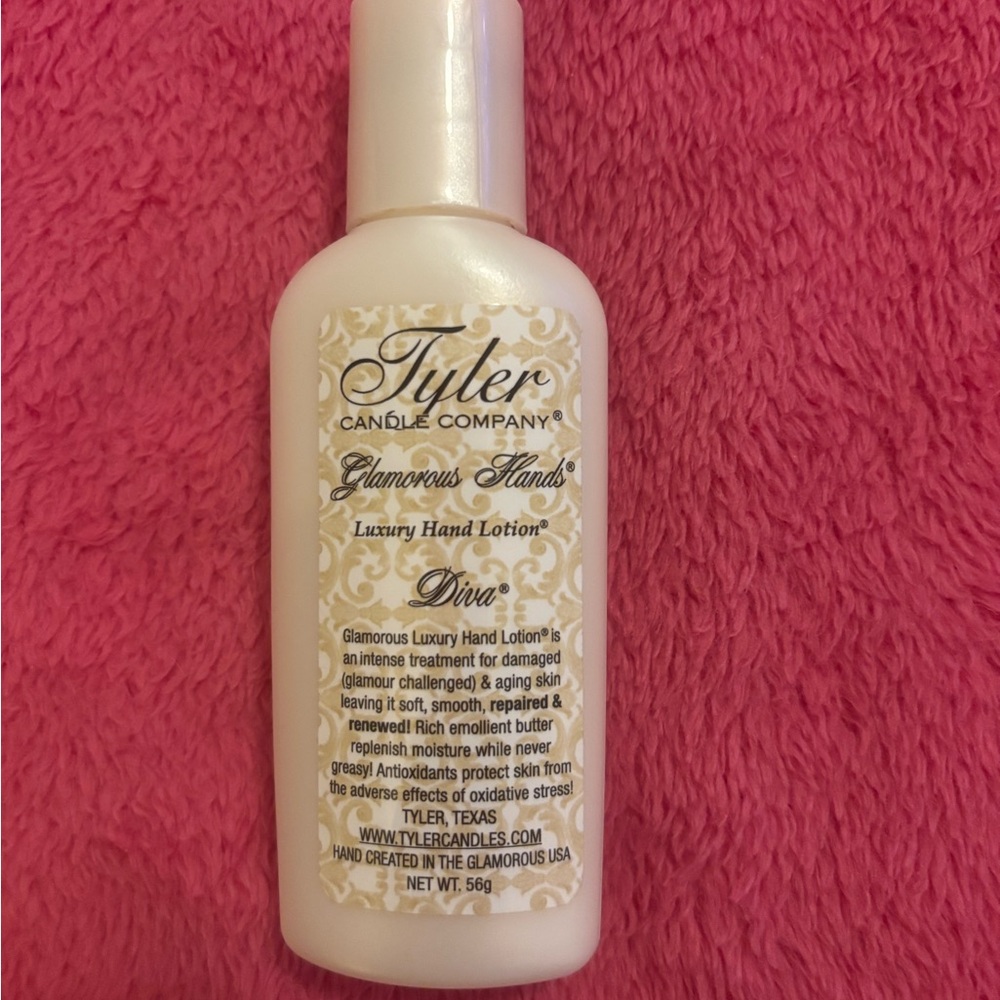 Tyler
CANDLE COMPANY®
Glamorous Hands®
Luxury Hand Lotion®
Diva®
Glamorous Luxury Hand Lotion® is
an intense treatment for damaged
(glamour challenged) & aging skin
leaving it soft, smooth, repaired &
renewed! Rich emollient butter
replenish moisture while never
greasy! Antioxidants protect skin from
the adverse effects of oxidative stress!
TYLER, TEXAS
WWW.TYLERCANDLES.COM
HAND CREATED IN THE GLAMOROUS USA
NET WT. 56g